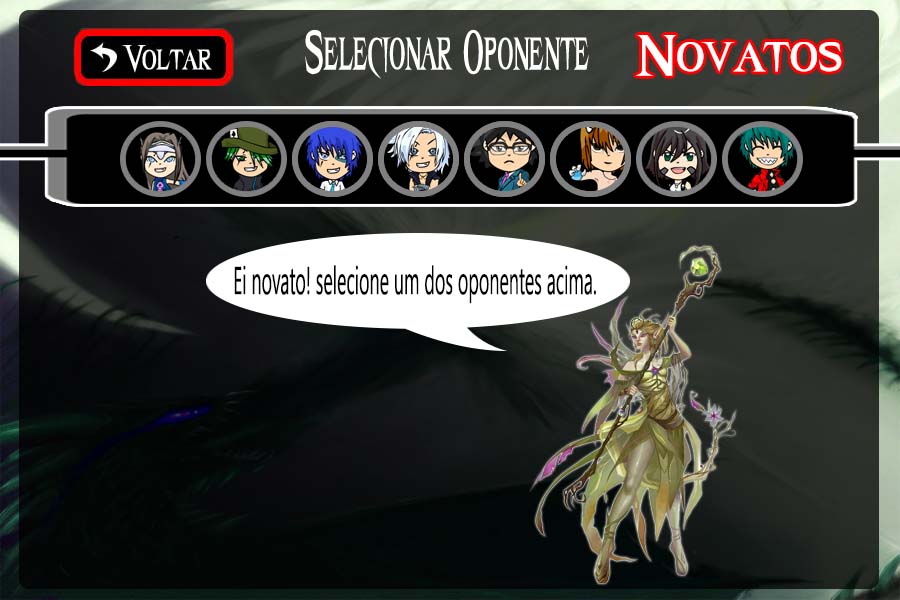 Voltar
Selecionar Oponente
Novatos
Ei novato! selecione um dos oponentes acima.